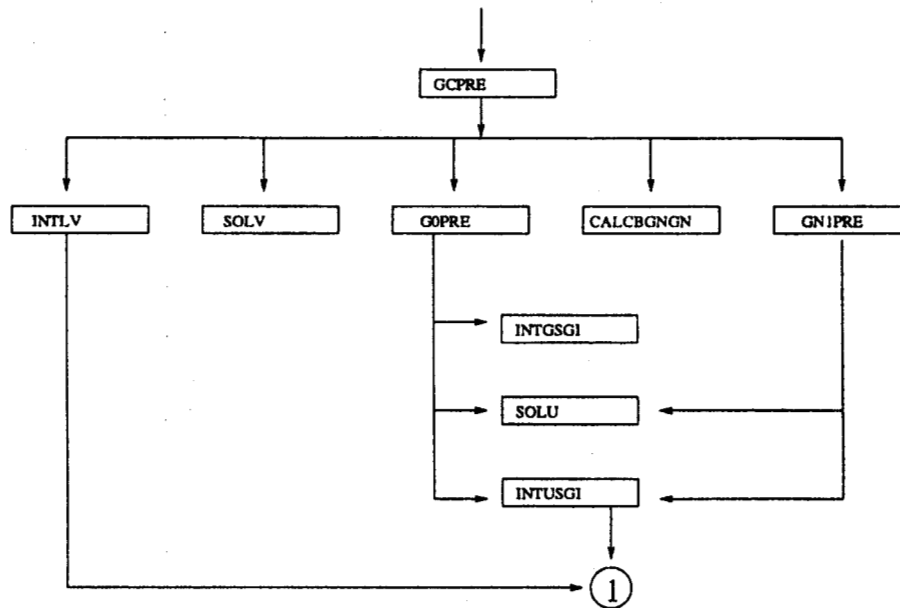 GCPRE
INTLV
SOLV
G0PRE
CALCBGNGN
GN1PRE
INTGSGI
SOLU
INTUSGI
1